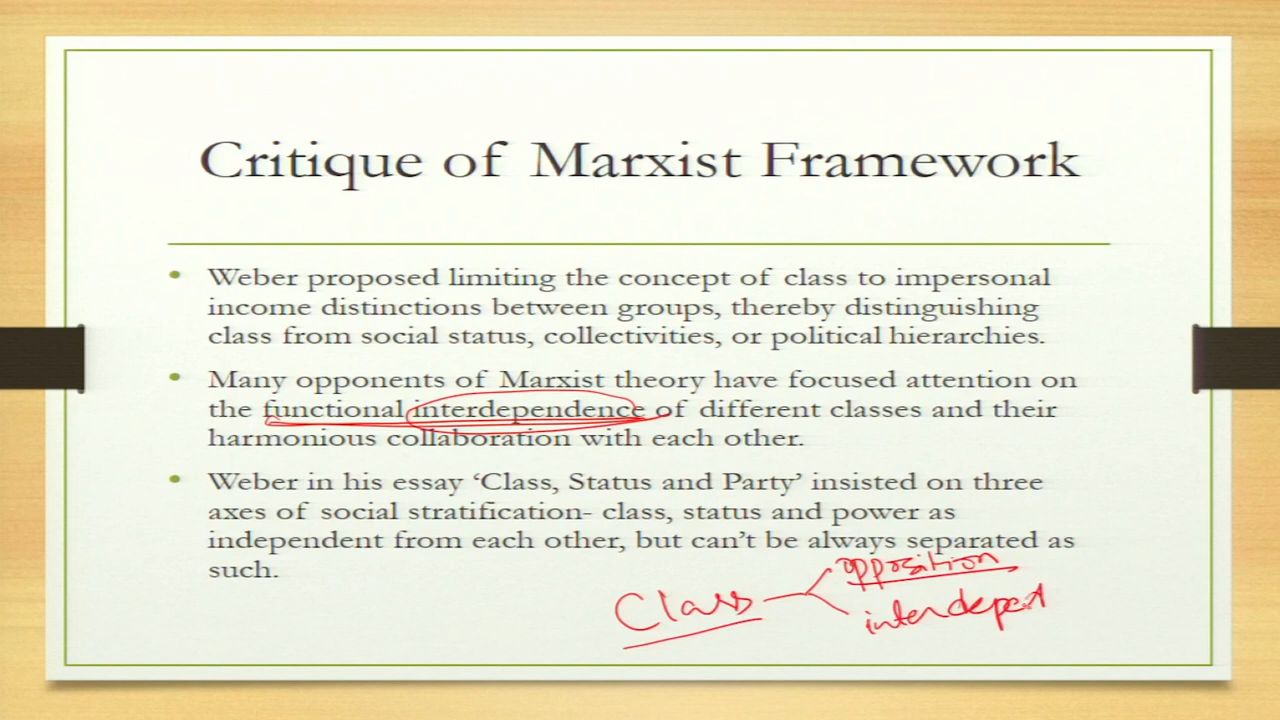 Critique of Marxist Framework
• Weber proposed limiting the concept of class to impersonal
income distinctions between groups, thereby distinguishing
class from social status, collectivities, or political hierarchies.
• Many opponents of Marxist theory have focused attention on
the functional interdependence of different classes and their
harmonious collaboration with each other.
• Weber in his essay ‘Class, Status and Party’ insisted on three
axes of social stratification- class, status and power as
independent from each other, but can’t be always separated as
such.
opposition
Class